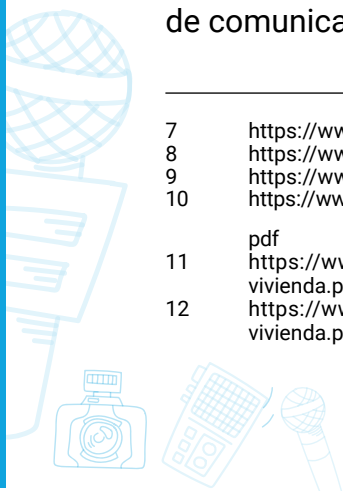 de comunica
7 https://ww
8 https://ww
9 https://ww
10 https://ww
pdf
11 https://ww
vivienda.p
12 https://ww
vivienda.p